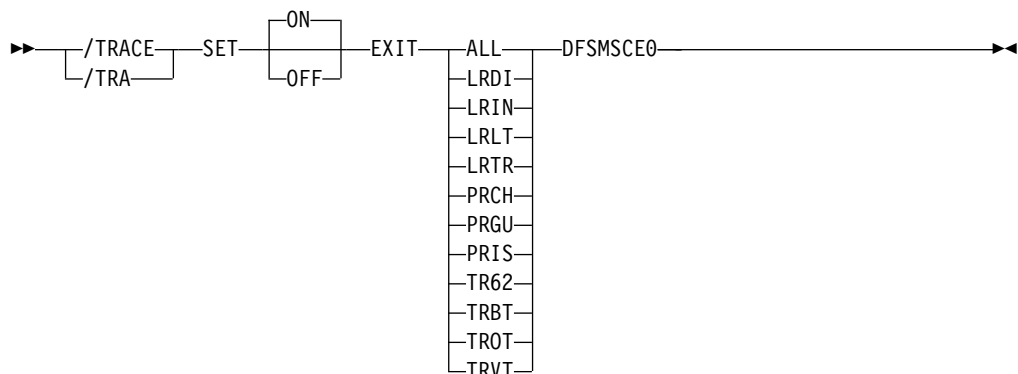 ON
/TRACE SET EXIT ALL DFSMSCE0
/TRA OFF LRDI
LRIN
LRLT
LRTR
PRCH
PRGU
PRIS
TR62
TRBT
TROT
TRVT